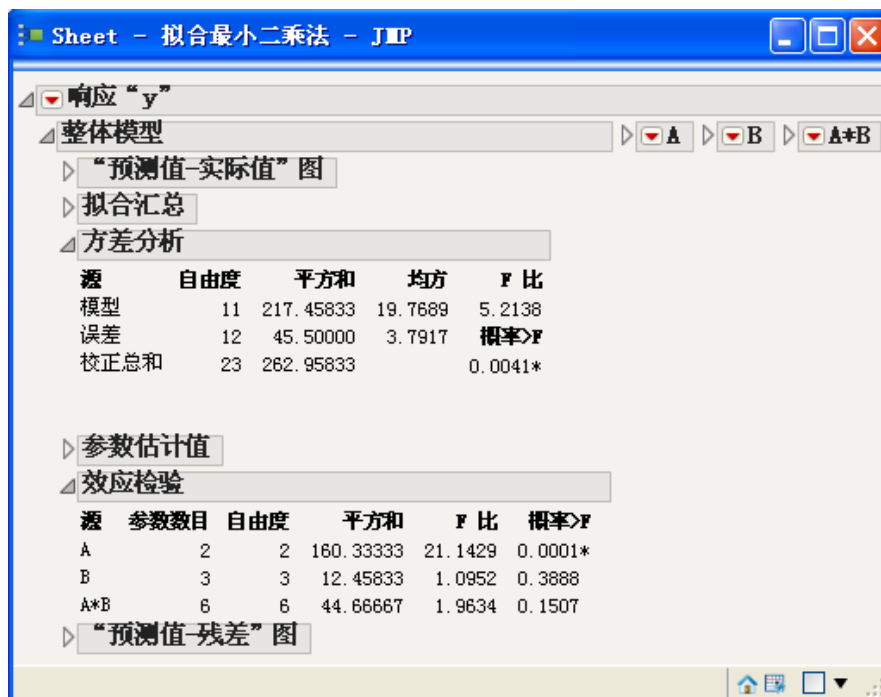 Sheet - 拟合最小二乘法 - JMP
响应“y”
整体模型
A
B
A*B
“预测值-实际值”图
拟合汇总
方差分析
源 自由度 平方和 均方 F 比
模型 11 217.45833 19.7689 5.2138
误差 12 45.50000 3.7917 概率>F
校正总和 23 262.95833 0.0041*
参数估计值
效应检验
源 参数数目 自由度 平方和 F 比 概率>F
A 2 2 160.33333 21.1429 0.0001*
B 3 3 12.45833 1.0952 0.3888
A*B 6 6 44.66667 1.9634 0.1507
“预测值-残差”图